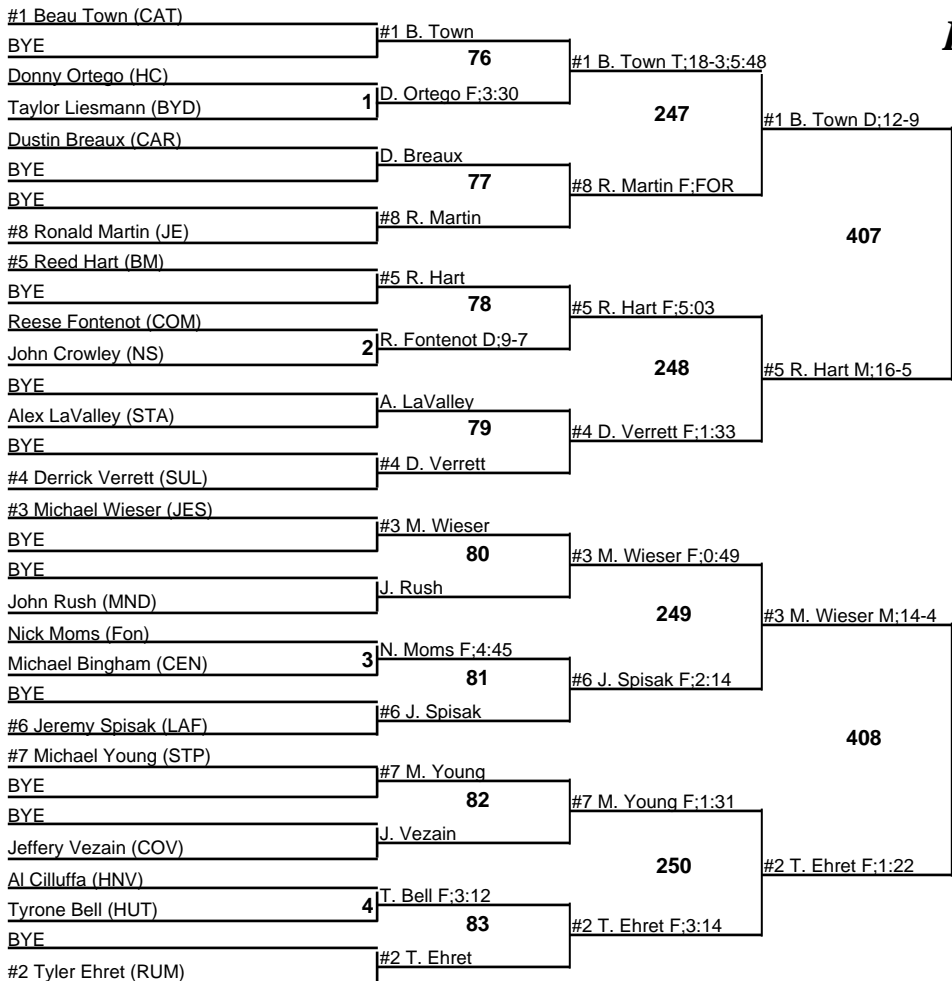 #1 Beau Town (CAT)
BYE
Donny Ortego (HC)
Taylor Liesmann (BYD)
Dustin Breaux (CAR)
BYE
BYE
#8 Ronald Martin (JE)
#5 Reed Hart (BM)
BYE
Reese Fontenot (COM)
John Crowley (NS)
BYE
Alex LaValley (STA)
BYE
#4 Derrick Verrett (SUL)
#3 Michael Wieser (JES)
BYE
BYE
John Rush (MND)
Nick Moms (Fon)
Michael Bingham (CEN)
BYE
#6 Jeremy Spisak (LAF)
#7 Michael Young (STP)
BYE
BYE
Jeffery Vezain (COV)
Al Cilluffa (HNV)
Tyrone Bell (HUT)
BYE
#2 Tyler Ehret (RUM)
1
2
3
4
#1 B. Town
76
D. Ortego F;3:30
D. Breaux
77
#8 R. Martin
#5 R. Hart
78
R. Fontenot D;9-7
A. LaValley
79
#4 D. Verrett
#3 M. Wieser
80
J. Rush
N. Moms F;4:45
81
#6 J. Spisak
#7 M. Young
82
J. Vezain
T. Bell F;3:12
83
#2 T. Ehret
#1 B. Town T;18-3;5:48
247
#8 R. Martin F;FOR
#5 R. Hart F;5:03
248
#4 D. Verrett F;1:33
#3 M. Wieser F;0:49
249
#6 J. Spisak F;2:14
#7 M. Young F;1:31
250
#2 T. Ehret F;3:14
#1 B. Town D;12-9
407
#5 R. Hart M;16-5
#3 M. Wieser M;14-4
408
#2 T. Ehret F;1:22